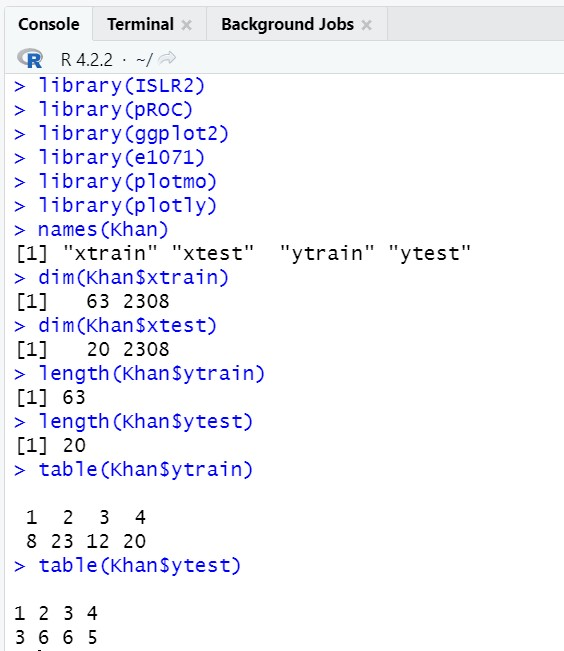 Console Terminal × Background Jobs ×
R R 4.2.2 · ~/
> library(ISLR2)
> library(pROC)
> library(ggplot2)
> library(e1071)
> library(plotmo)
> library(plotly)
> names(Khan)
[1] "xtrain" "xtest"  "ytrain" "ytest"
> dim(Khan$xtrain)
[1]   63 2308
> dim(Khan$xtest)
[1]   20 2308
> length(Khan$ytrain)
[1] 63
> length(Khan$ytest)
[1] 20
> table(Khan$ytrain)
 1  2  3  4
 8 23 12 20
> table(Khan$ytest)
1 2 3 4
3 6 6 5